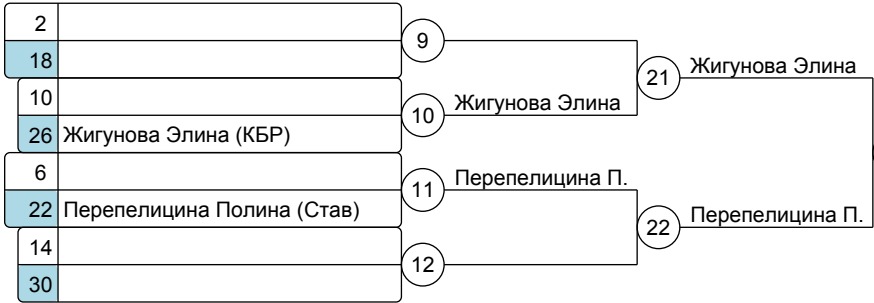 2
9
18
Жигунова Элина
21
10
Жигунова Элина
10
26 Жигунова Элина (КБР)
6
Перепелицина П.
11
22 Перепелицина Полина (Став)
Перепелицина П.
22
14
12
30